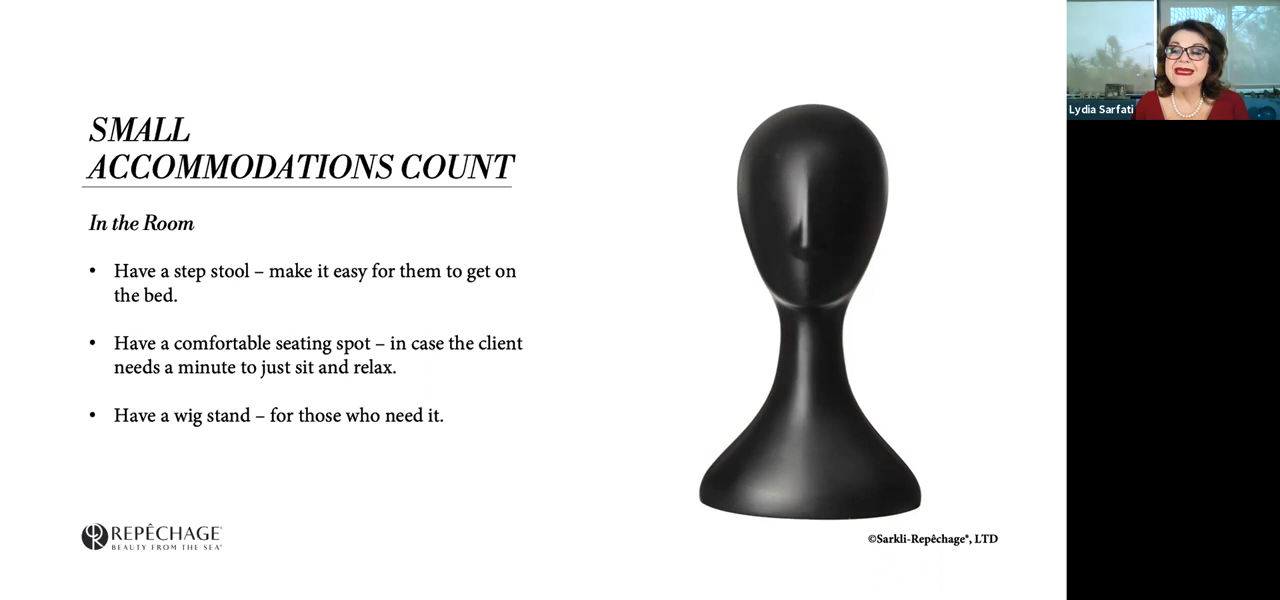 SMALL
ACCOMMODATIONS COUNT
In the Room
• Have a step stool – make it easy for them to get on
the bed.
• Have a comfortable seating spot – in case the client
needs a minute to just sit and relax.
• Have a wig stand – for those who need it.
REPÊCHAGE®
BEAUTY FROM THE SEA®
©Sarkli-Repêchage®, LTD
Lydia Sarfati